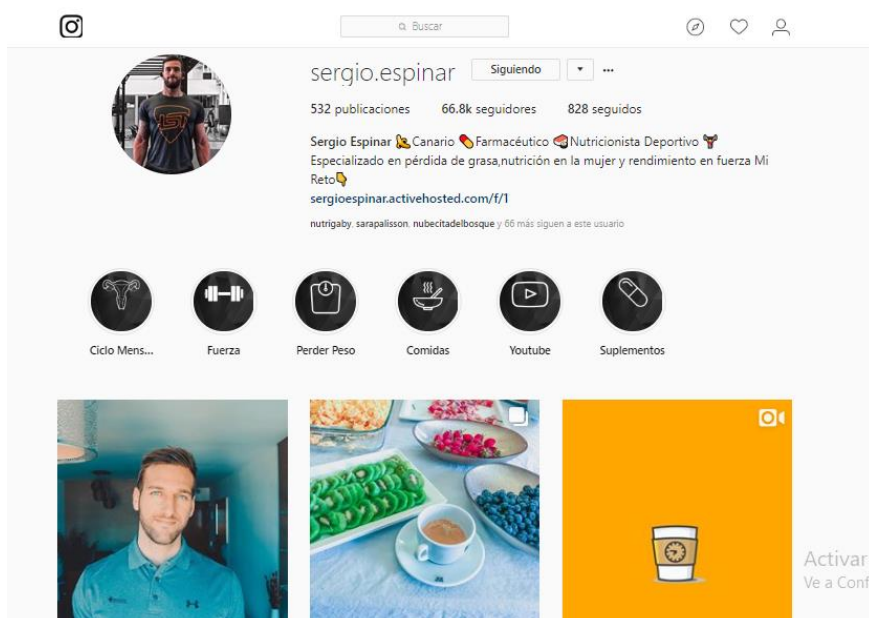 Buscar
sergio.espinar Siguiendo
532 publicaciones 66.8k seguidores 828 seguidos
Sergio Espinar Canario Farmacéutico Nutricionista Deportivo
Especializado en pérdida de grasa,nutrición en la mujer y rendimiento en fuerza Mi
Reto
sergioespinar.activehosted.com/f/1
nutrigaby, sarapalisson, nubecitadelbosque y 66 más siguen a este usuario
Ciclo Mens... Fuerza Perder Peso Comidas Youtube Suplementos
Activar
Ve a Conf